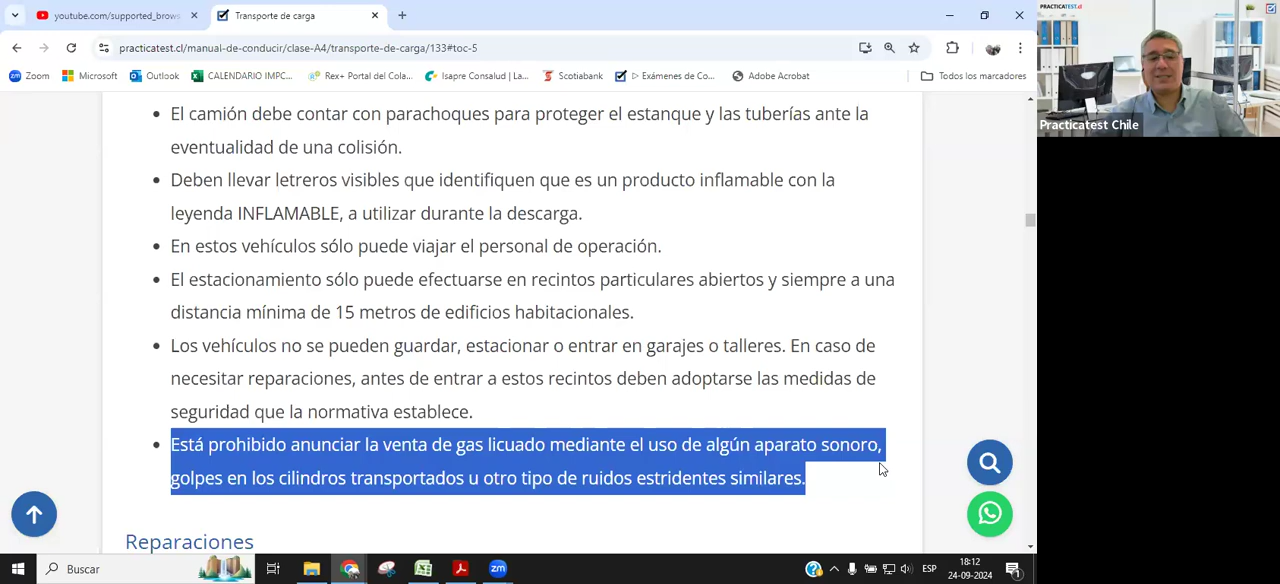 youtube.com/supported_brows
Transporte de carga
practicatest.cl/manual-de-conducir/clase-A4/transporte-de-carga/133#toc-5
Zoom
Microsoft
Outlook
CALENDARIO IMPC...
Rex+ Portal del Cola...
Isapre Consalud | La...
Scotiabank
▷ Exámenes de Co...
Adobe Acrobat
Todos los marcadores
PRACTICATEST.cl
Practicatest Chile
El camión debe contar con parachoques para proteger el estanque y las tuberías ante la
eventualidad de una colisión.
Deben llevar letreros visibles que identifiquen que es un producto inflamable con la
leyenda INFLAMABLE, a utilizar durante la descarga.
En estos vehículos sólo puede viajar el personal de operación.
El estacionamiento sólo puede efectuarse en recintos particulares abiertos y siempre a una
distancia mínima de 15 metros de edificios habitacionales.
Los vehículos no se pueden guardar, estacionar o entrar en garajes o talleres. En caso de
necesitar reparaciones, antes de entrar a estos recintos deben adoptarse las medidas de
seguridad que la normativa establece.
Está prohibido anunciar la venta de gas licuado mediante el uso de algún aparato sonoro,
golpes en los cilindros transportados u otro tipo de ruidos estridentes similares.
Reparaciones
Buscar
ESP
18:12
24-09-2024
1